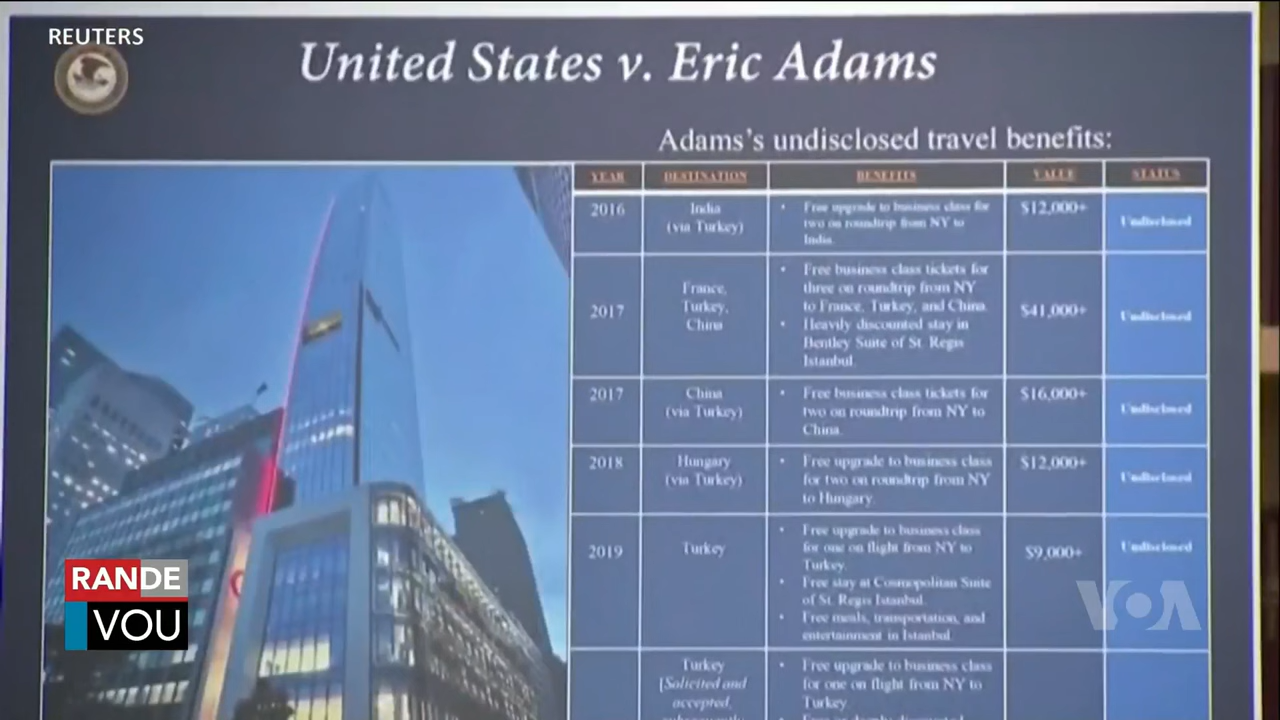 REUTERS
United States v. Eric Adams
Adams's undisclosed travel benefits:
YEAR DESTINATION BENEFITS VALUE STATUS
2016
India
(via Turkey)
• Free upgrade to business class for
two on roundtrip from NY to
India.
$12,000+
Undisclosed
2017
France,
Turkey,
China
• Free business class tickets for
three on roundtrip from NY
to France, Turkey, and China.
• Heavily discounted stay in
Bentley Suite of St. Regis
Istanbul.
$41,000+
Undisclosed
2017
China
(via Turkey)
• Free business class tickets for
two on roundtrip from NY to
China.
$16,000+
Undisclosed
2018
Hungary
(via Turkey)
• Free upgrade to business class
for two on roundtrip from NY
to Hungary.
$12,000+
Undisclosed
2019
Turkey
• Free upgrade to business class
for one on flight from NY to
Turkey.
• Free stay at Cosmopolitan Suite
of St. Regis Istanbul.
• Free meals, transportation, and
entertainment in Istanbul.
$9,000+
Undisclosed
Turkey
[Solicited and
accepted,
• Free upgrade to business class
for one on flight from NY to
Turkey.
RANDE
VOU
VOA